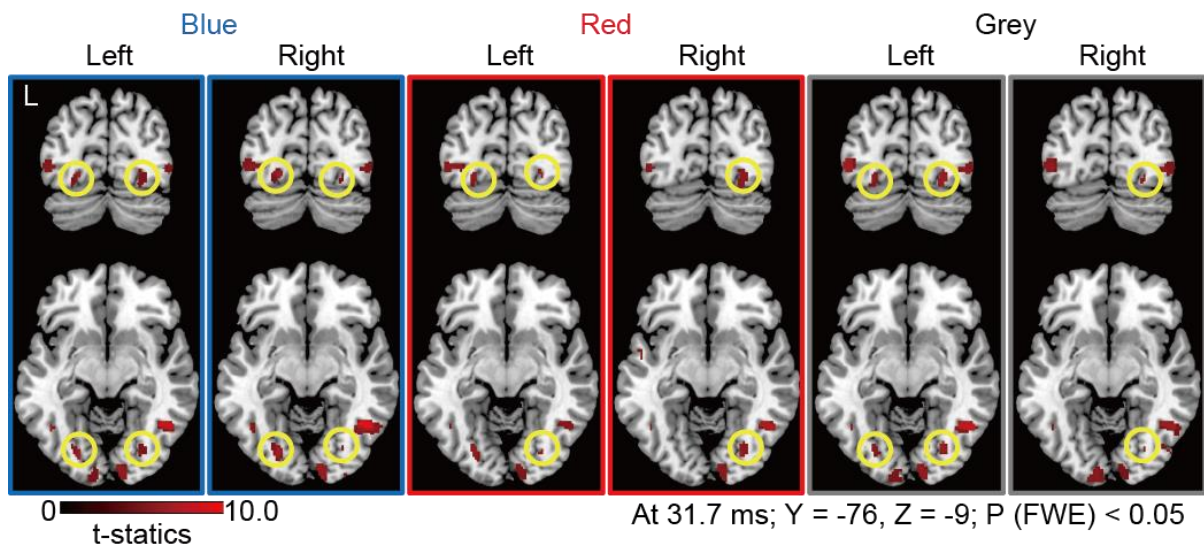 Blue Red Grey
Left Right Left Right Left Right
L
0 10.0
t-statics
At 31.7 ms; Y = -76, Z = -9; P (FWE) < 0.05